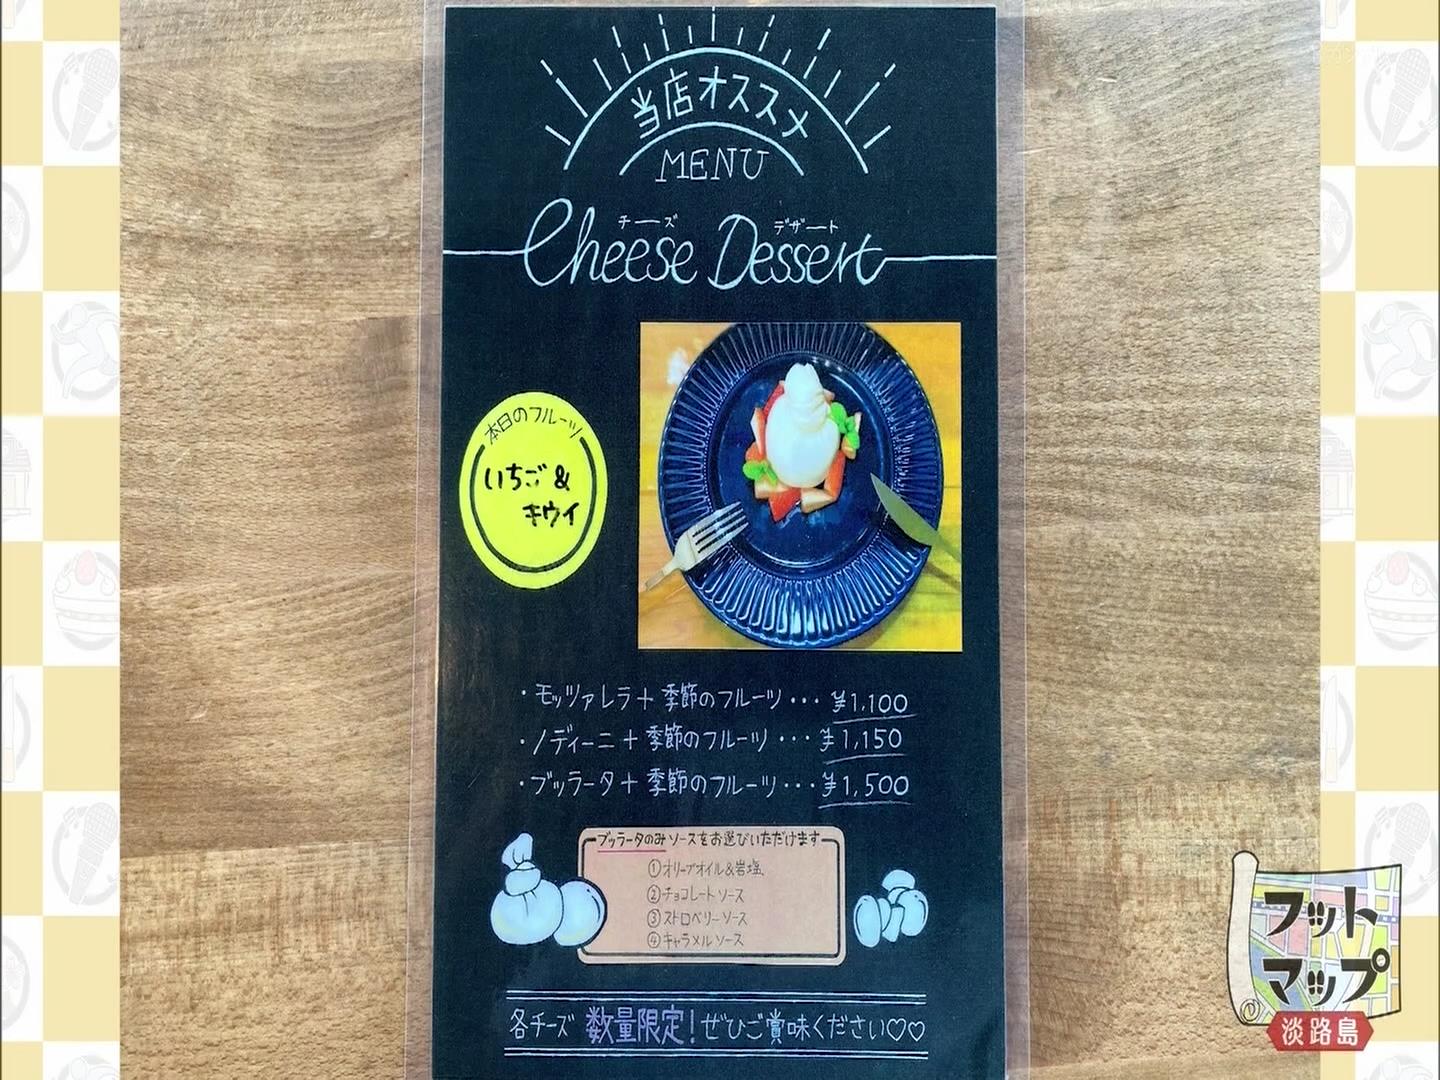 当店オススメ
MENU
チーズ デザート
Cheese Dessert
本日のフルーツ
いちご&
キウイ
・モッツァレラ+季節のフルーツ・・・¥1,100
・ノディーニ+季節のフルーツ・・・¥1,150
・ブッラータ+季節のフルーツ・・・¥1,500
ブッラータのみソースをお選びいただけます
①オリーブオイル&岩塩
②チョコレートソース
③ストロベリーソース
④キャラメルソース
各チーズ 数量限定!ぜひご賞味ください♡♡
フット
マップ
淡路島